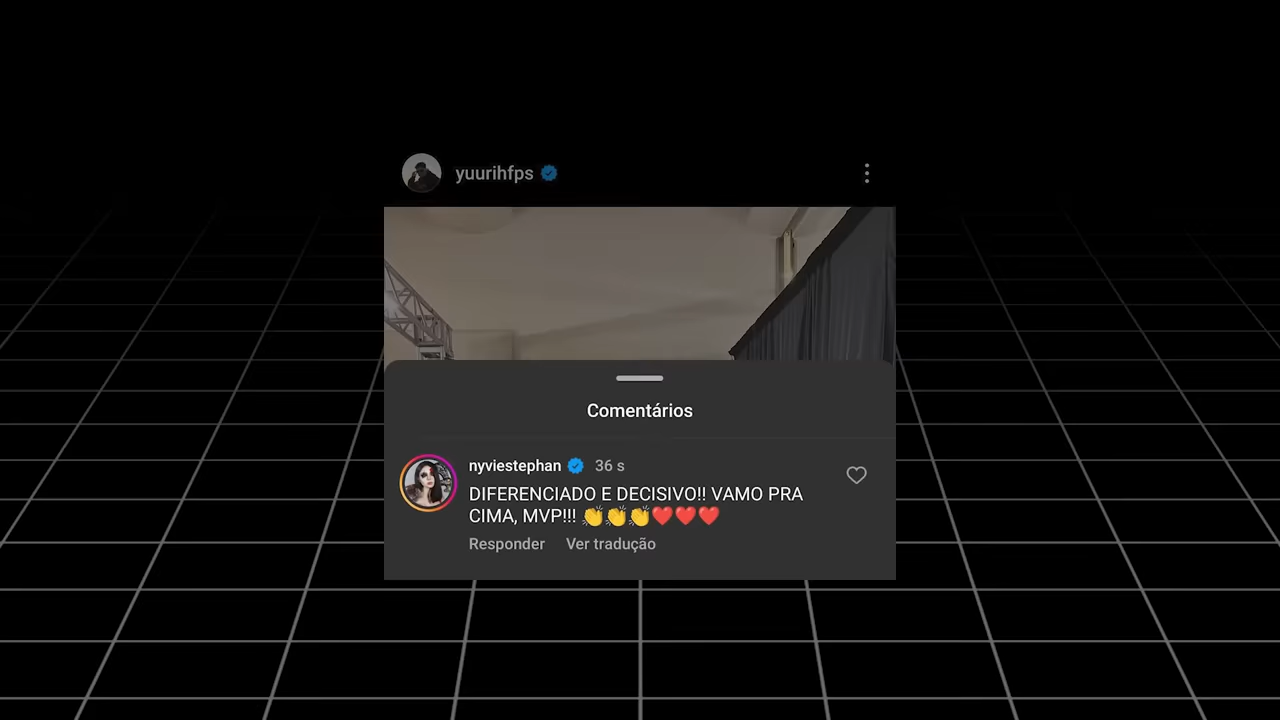 yuurihfps
Comentários
nyviestephan 36 s
DIFERENCIADO E DECISIVO!! VAMO PRA
CIMA, MVP!!! 👏👏👏❤️❤️❤️
Responder Ver tradução